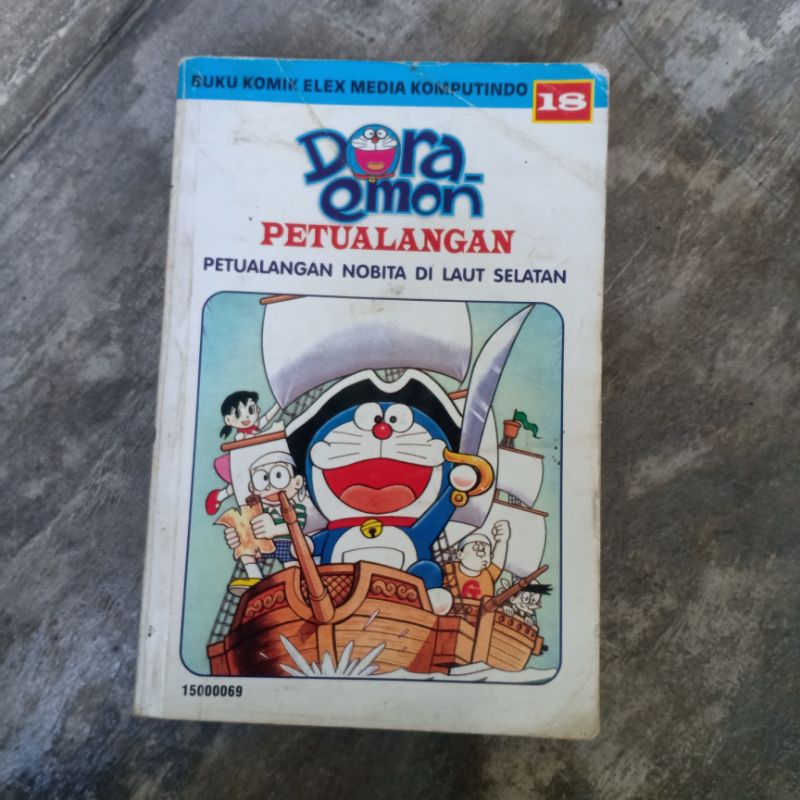 BUKU KOMIK ELEX MEDIA KOMPUTINDO
18
Dora
emon
PETUALANGAN
PETUALANGAN NOBITA DI LAUT SELATAN
G
15000069